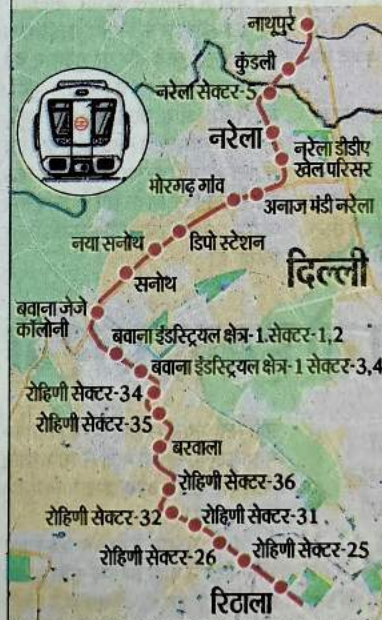 नाथूपुर
कुंडली
नरेला सेक्टर-5
नरेला
नरेला डीडीए
खेल परिसर
मोरगढ़ गांव
अनाज मंडी नरेला
नया सनोथ
डिपो स्टेशन
दिल्ली
सनोथ
बवाना जेजे
कॉलोनी
बवाना इंडस्ट्रियल क्षेत्र-1.सेक्टर-1,2
बवाना इंडस्ट्रियल क्षेत्र-1 सेक्टर-3,4
रोहिणी सेक्टर-34
रोहिणी सेक्टर-35
बरवाला
रोहिणी सेक्टर-36
रोहिणी सेक्टर-32
रोहिणी सेक्टर-31
रोहिणी सेक्टर-26
रोहिणी सेक्टर-25
रिठाला